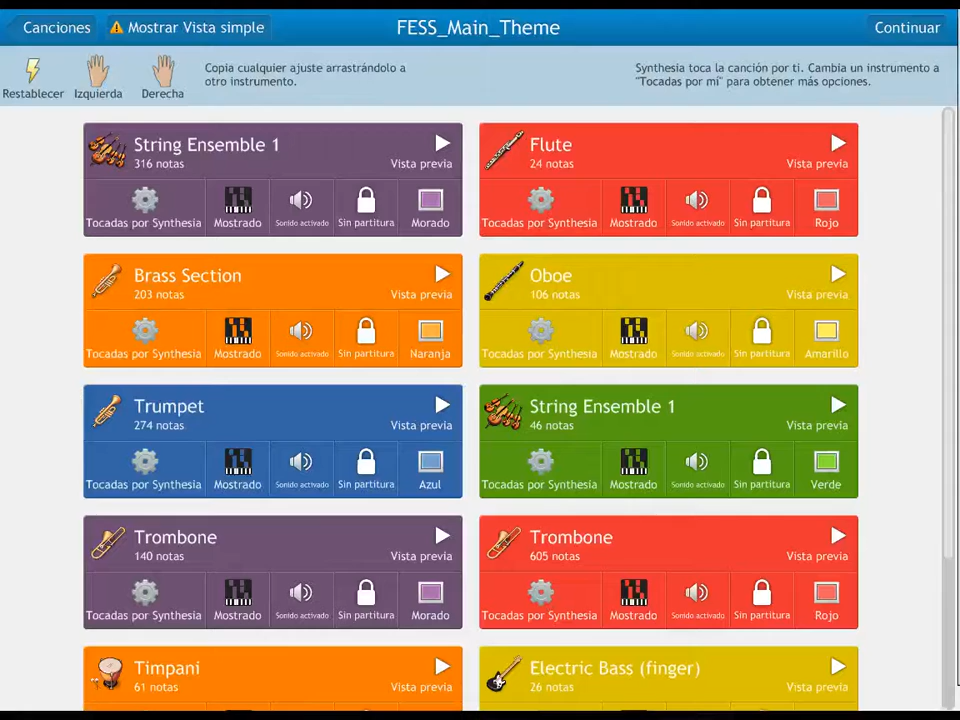 Canciones
Mostrar Vista simple
FESS_Main_Theme
Continuar
Restablecer
Izquierda
Derecha
Copia cualquier ajuste arrastrándolo a
otro instrumento.
Synthesia toca la canción por ti. Cambia un instrumento a
"Tocadas por mí" para obtener más opciones.
String Ensemble 1
316 notas
Vista previa
Tocadas por Synthesia
Mostrado
Sonido activado
Sin partitura
Morado
Flute
24 notas
Vista previa
Tocadas por Synthesia
Mostrado
Sonido activado
Sin partitura
Rojo
Brass Section
203 notas
Vista previa
Tocadas por Synthesia
Mostrado
Sonido activado
Sin partitura
Naranja
Oboe
106 notas
Vista previa
Tocadas por Synthesia
Mostrado
Sonido activado
Sin partitura
Amarillo
Trumpet
274 notas
Vista previa
Tocadas por Synthesia
Mostrado
Sonido activado
Sin partitura
Azul
String Ensemble 1
46 notas
Vista previa
Tocadas por Synthesia
Mostrado
Sonido activado
Sin partitura
Verde
Trombone
140 notas
Vista previa
Tocadas por Synthesia
Mostrado
Sonido activado
Sin partitura
Morado
Trombone
605 notas
Vista previa
Tocadas por Synthesia
Mostrado
Sonido activado
Sin partitura
Rojo
Timpani
61 notas
Vista previa
Electric Bass (finger)
26 notas
Vista previa